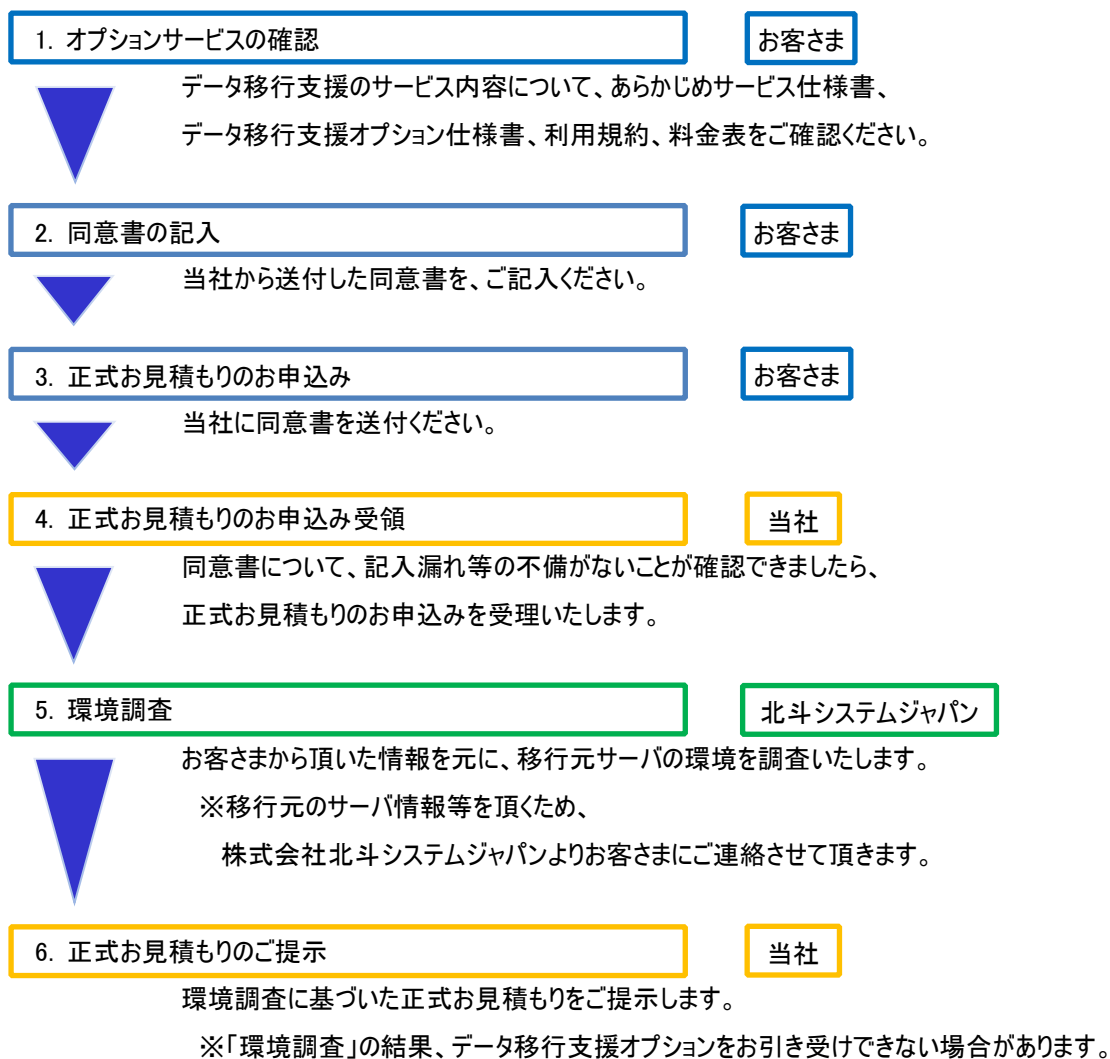 1. オプションサービスの確認 お客さま
データ移行支援のサービス内容について、あらかじめサービス仕様書、
データ移行支援オプション仕様書、利用規約、料金表をご確認ください。
2. 同意書の記入 お客さま
当社から送付した同意書を、ご記入ください。
3. 正式お見積もりのお申込み お客さま
当社に同意書を送付ください。
4. 正式お見積もりのお申込み受領 当社
同意書について、記入漏れ等の不備がないことが確認できましたら、
正式お見積もりのお申込みを受理いたします。
5. 環境調査 北斗システムジャパン
お客さまから頂いた情報を元に、移行元サーバの環境を調査いたします。
※移行元のサーバ情報等を頂くため、
株式会社北斗システムジャパンよりお客さまにご連絡させて頂きます。
6. 正式お見積もりのご提示 当社
環境調査に基づいた正式お見積もりをご提示します。
※「環境調査」の結果、データ移行支援オプションをお引き受けできない場合があります。